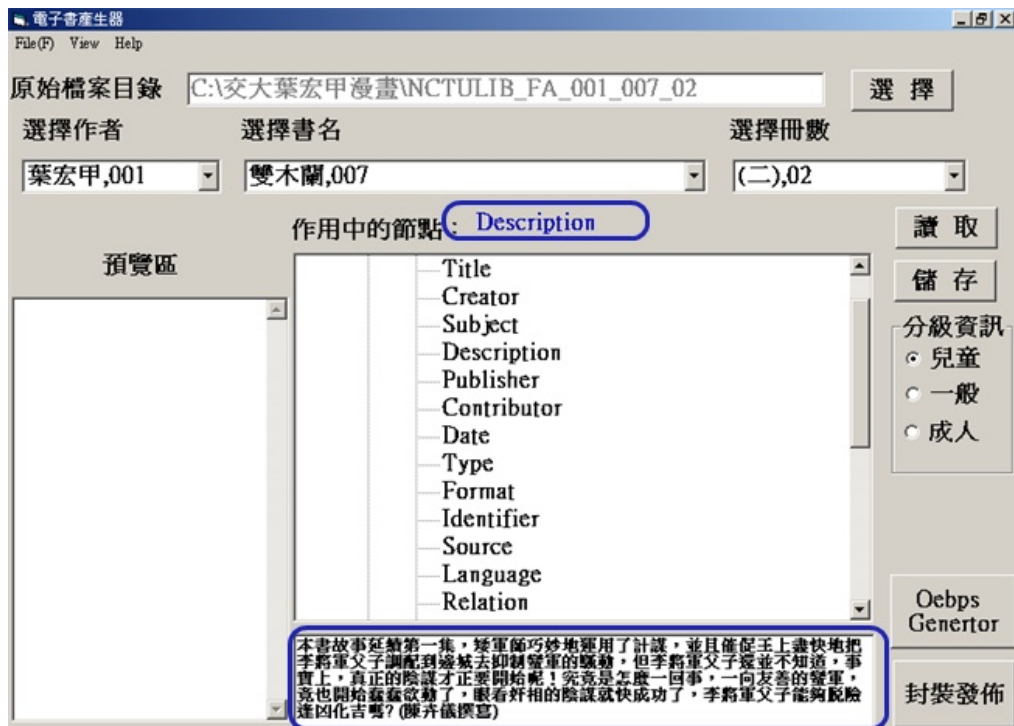 電子書產生器
File(F) View Help
原始檔案目錄 C:\交大葉宏甲漫畫\NCTULIB_FA_001_007_02 選 擇
選擇作者 選擇書名 選擇冊數
葉宏甲,001 雙木蘭,007 (二),02
作用中的節點： Description 讀 取
預覽區
儲 存
Title
Creator
Subject
Description
Publisher
Contributor
Date
Type
Format
Identifier
Source
Language
Relation
分級資訊
兒童
一般
成人
Oebps
Genertor
封裝發佈
本書故事延續第一集，矮軍師巧妙地運用了計謀，並且催促王上盡快地把
李將軍父子調配到邊城去抑制蠻軍的騷動，但李將軍父子還並不知道，事
實上，真正的陰謀才正要開始呢！究竟是怎麼一回事，一向友善的蠻軍，
竟也開始蠢蠢欲動了，眼看奸相的陰謀就快成功了，李將軍父子能夠脫險
逢凶化吉嗎？(陳卉儀撰寫)